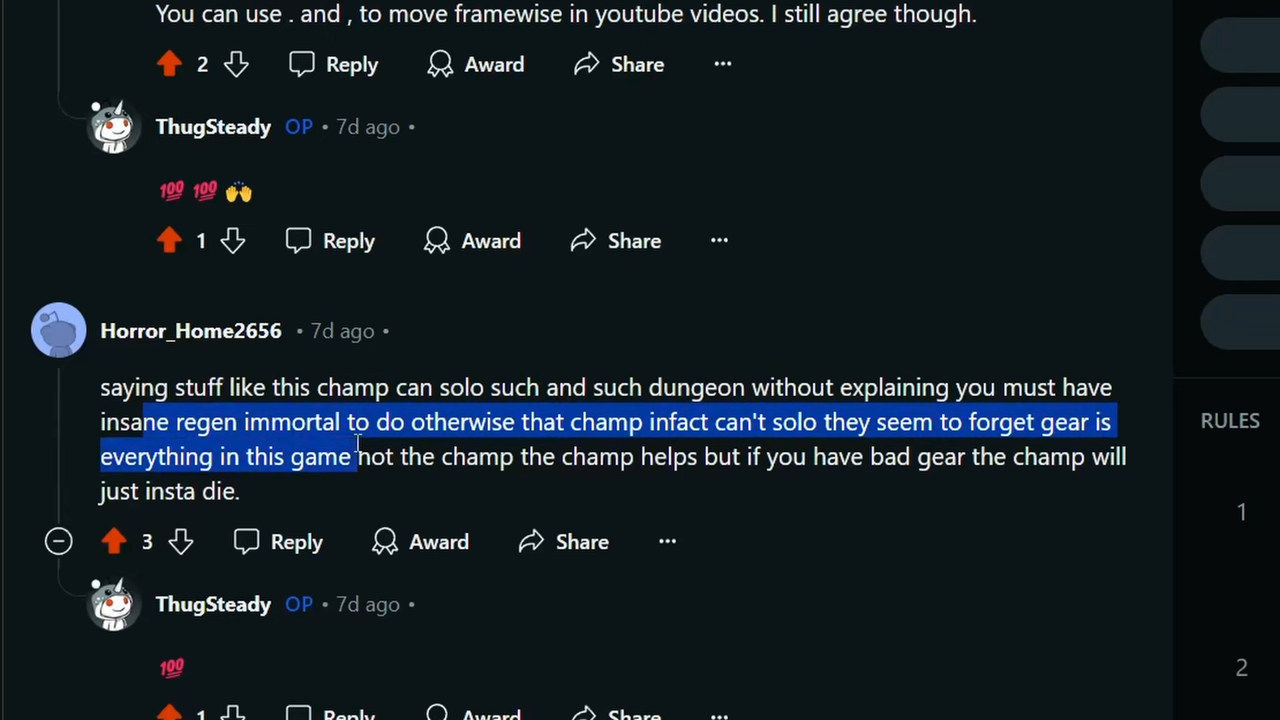 You can use . and , to move framewise in youtube videos. I still agree though.
2 Reply Award Share ...
ThugSteady OP • 7d ago •
💯 💯 🙌
1 Reply Award Share ...
Horror_Home2656 • 7d ago •
saying stuff like this champ can solo such and such dungeon without explaining you must have
insane regen immortal to do otherwise that champ infact can't solo they seem to forget gear is
everything in this game not the champ the champ helps but if you have bad gear the champ will
just insta die.
3 Reply Award Share ...
ThugSteady OP • 7d ago •
💯
1 Reply Award Share ...
RULES
1
2